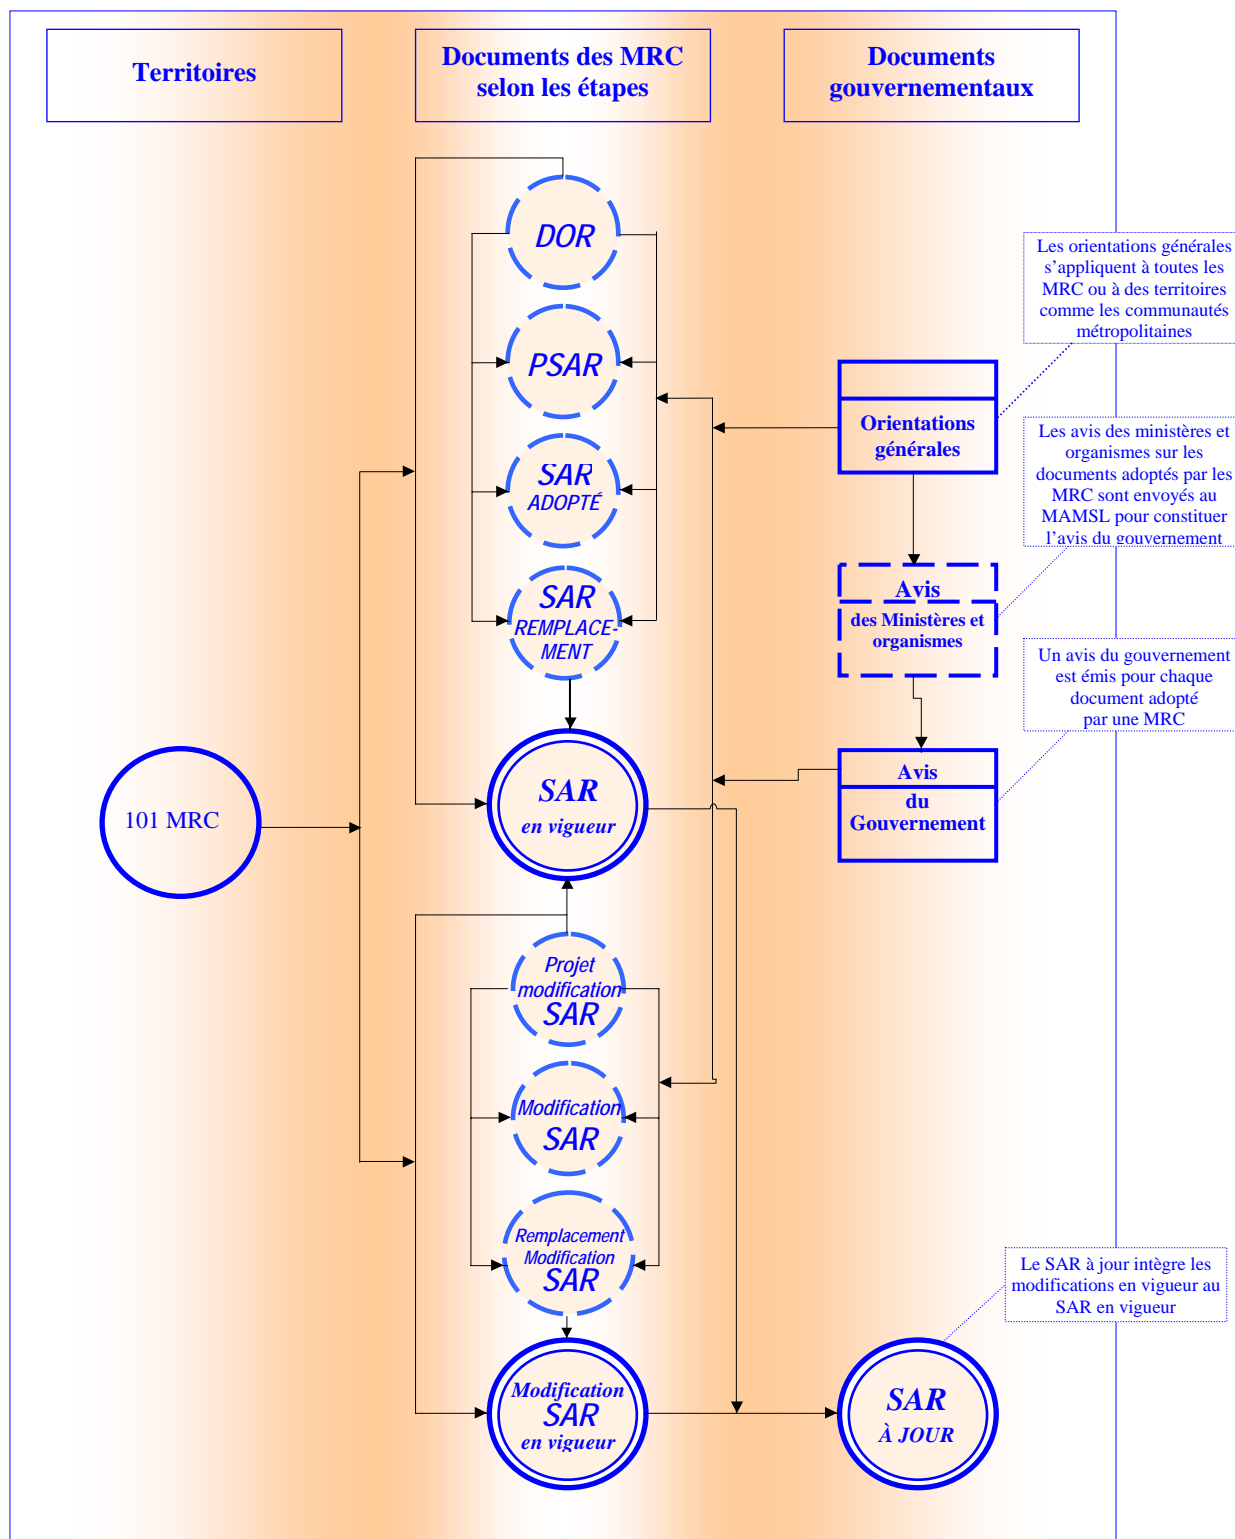 Territoires
Documents des MRC
selon les étapes
Documents
gouvernementaux
DOR
PSAR
SAR
ADOPTÉ
SAR
REMPLACE-
MENT
SAR
en vigueur
101 MRC
Projet
modification
SAR
Modification
SAR
Remplacement
Modification
SAR
Modification
SAR
en vigueur
Orientations
générales
Avis
des Ministères et
organismes
Avis
du
Gouvernement
SAR
À JOUR
Les orientations générales
s’appliquent à toutes les
MRC ou à des territoires
comme les communautés
métropolitaines
Les avis des ministères et
organismes sur les
documents adoptés par les
MRC sont envoyés au
MAMSL pour constituer
l’avis du gouvernement
Un avis du gouvernement
est émis pour chaque
document adopté
par une MRC
Le SAR à jour intègre les
modifications en vigueur au
SAR en vigueur